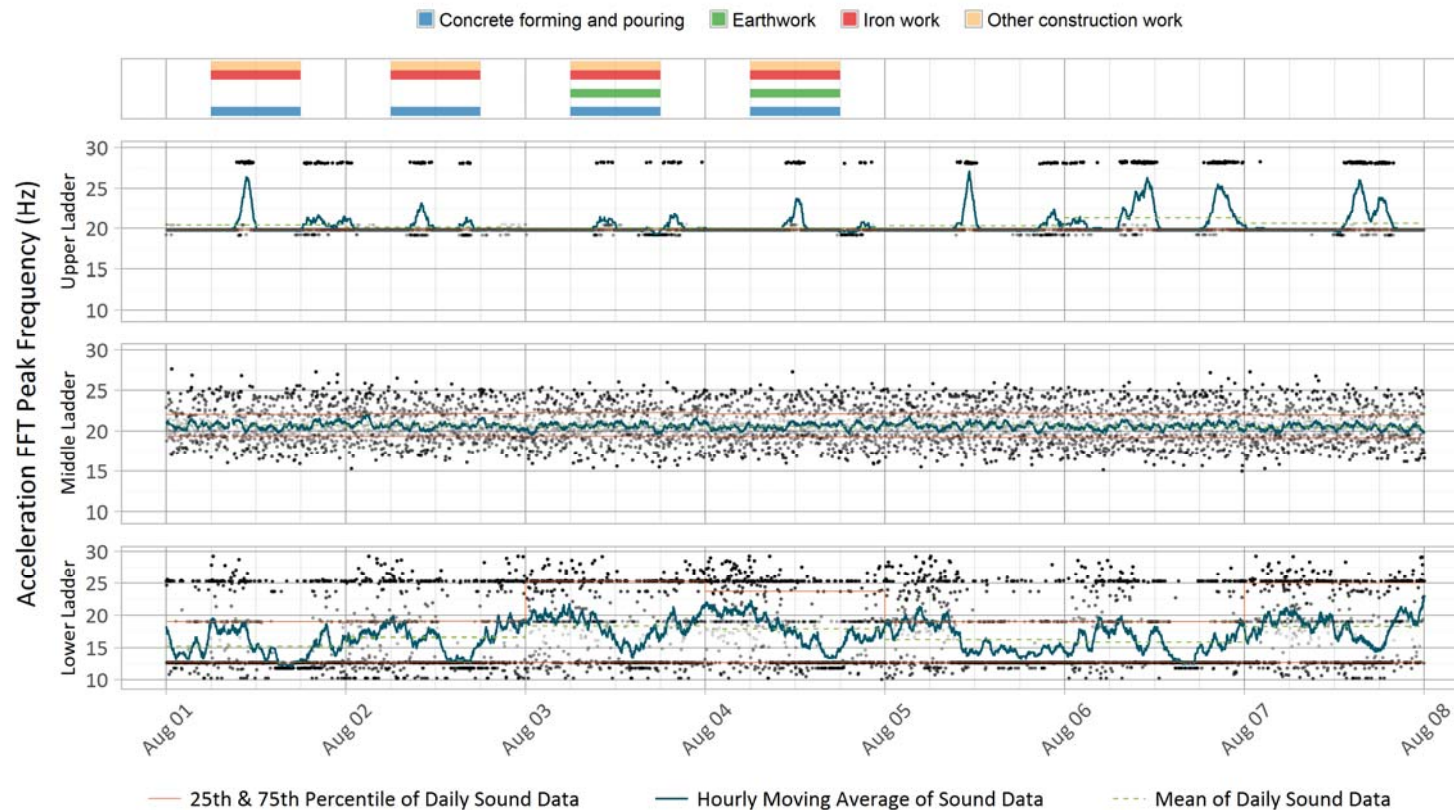 Concrete forming and pouring Earthwork Iron work Other construction work
Acceleration FFT Peak Frequency (Hz)
Upper Ladder
30
25
20
15
10
Middle Ladder
30
25
20
15
10
Lower Ladder
30
25
20
15
10
Aug 01 Aug 02 Aug 03 Aug 04 Aug 05 Aug 06 Aug 07 Aug 08
25th & 75th Percentile of Daily Sound Data Hourly Moving Average of Sound Data Mean of Daily Sound Data